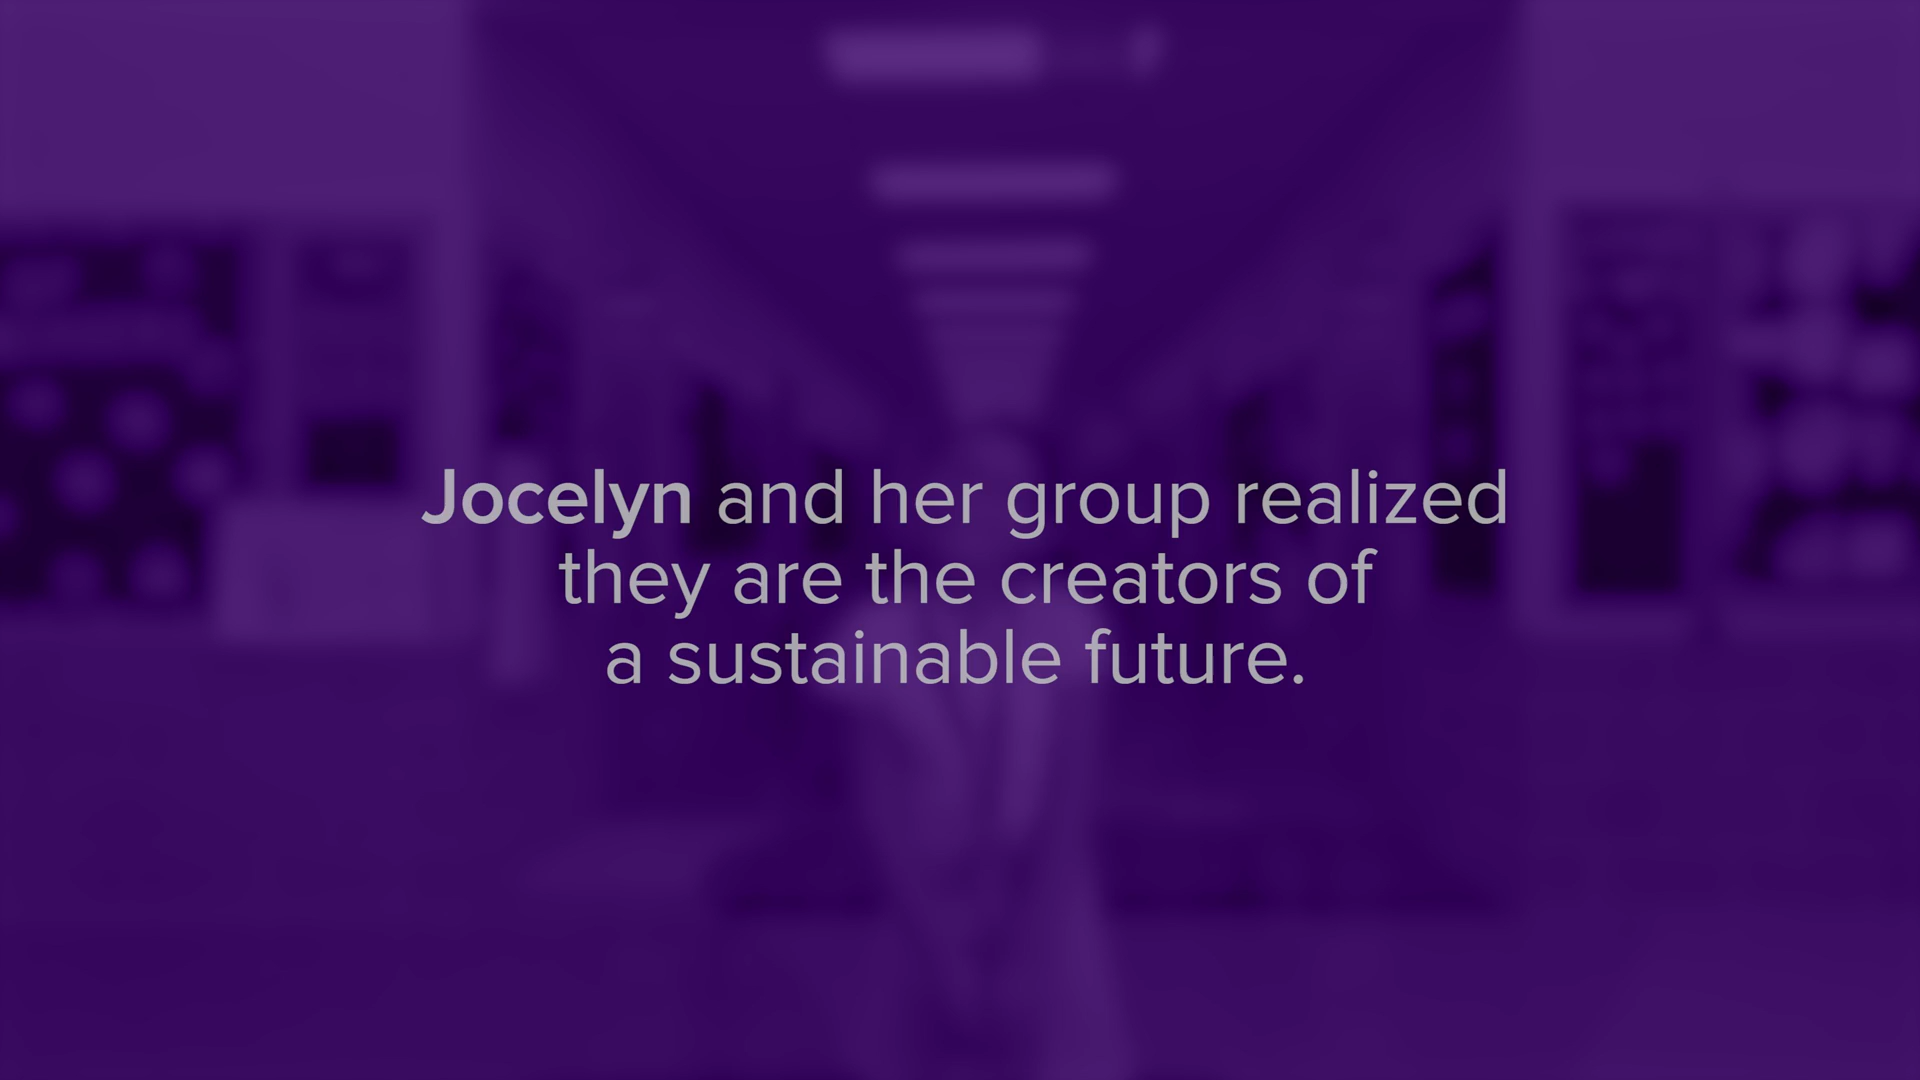 Jocelyn and her group realized
they are the creators of
a sustainable future.